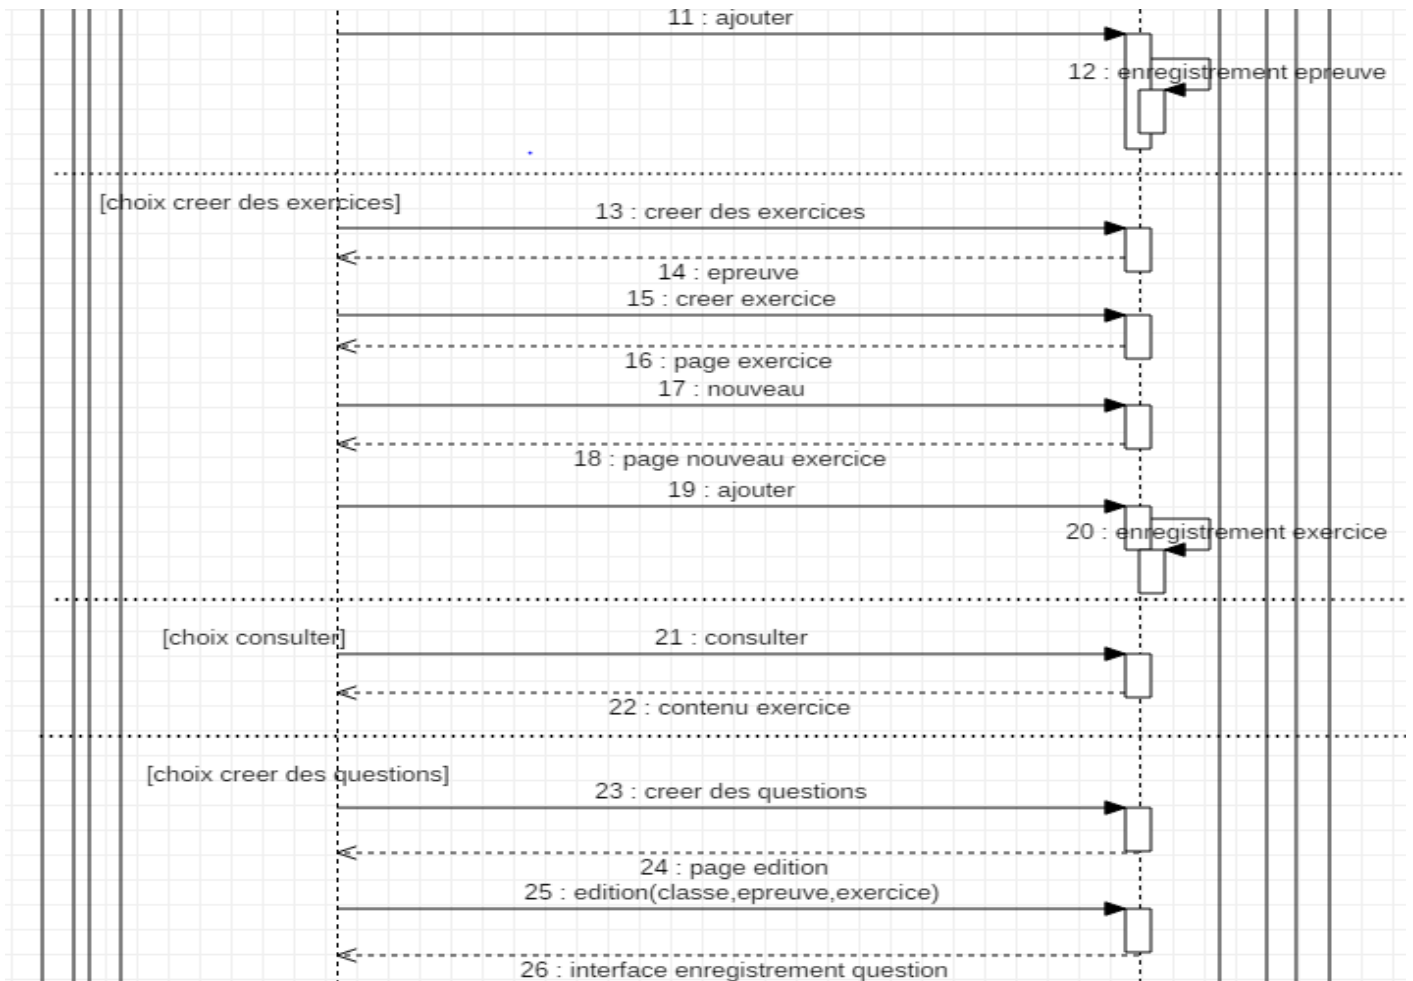 11 : ajouter
12 : enregistrement epreuve
[choix creer des exercices]
13 : creer des exercices
14 : epreuve
15 : creer exercice
16 : page exercice
17 : nouveau
18 : page nouveau exercice
19 : ajouter
20 : enregistrement exercice
[choix consulter]
21 : consulter
22 : contenu exercice
[choix creer des questions]
23 : creer des questions
24 : page edition
25 : edition(classe,epreuve,exercice)
26 : interface enregistrement question